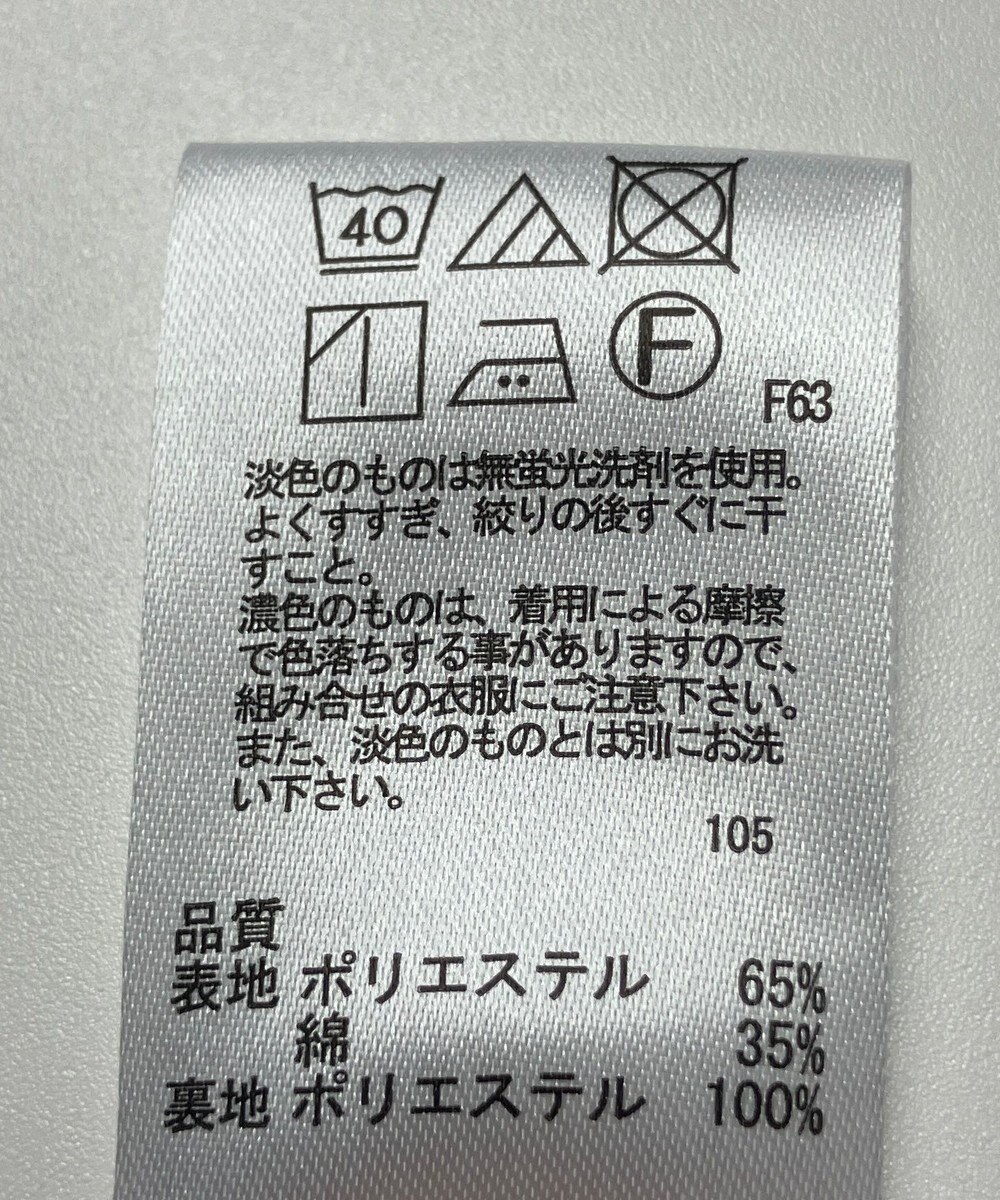 40
F
F63
淡色のものは無蛍光洗剤を使用。
よくすすぎ、絞りの後すぐに干
すこと。
濃色のものは、着用による摩擦
で色落ちする事がありますので、
組み合せの衣服にご注意下さい。
また、淡色のものとは別にお洗
い下さい。
105
品質
表地 ポリエステル 65%
綿 35%
裏地 ポリエステル 100%